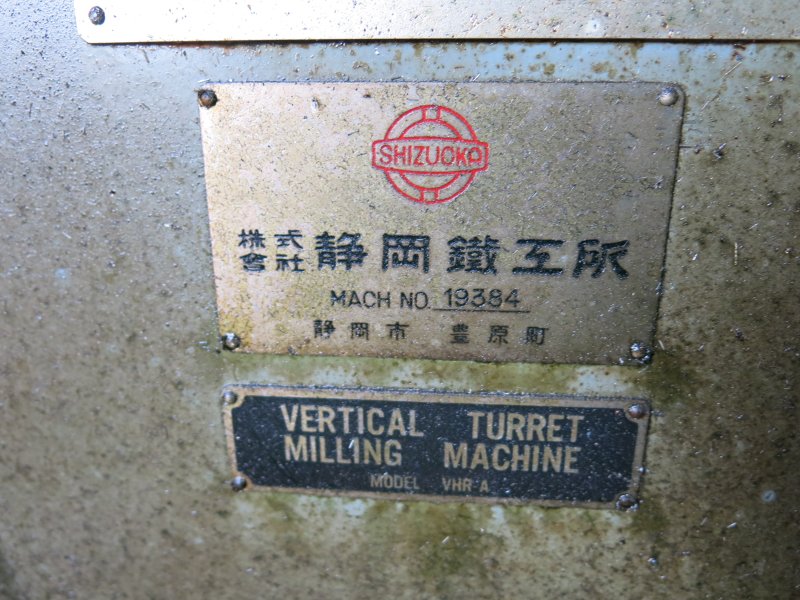 SHIZUOKA
株式會社 静岡鐵工所
MACH NO. 19384
静岡市 豊原町
VERTICAL TURRET
MILLING MACHINE
MODEL VHR A